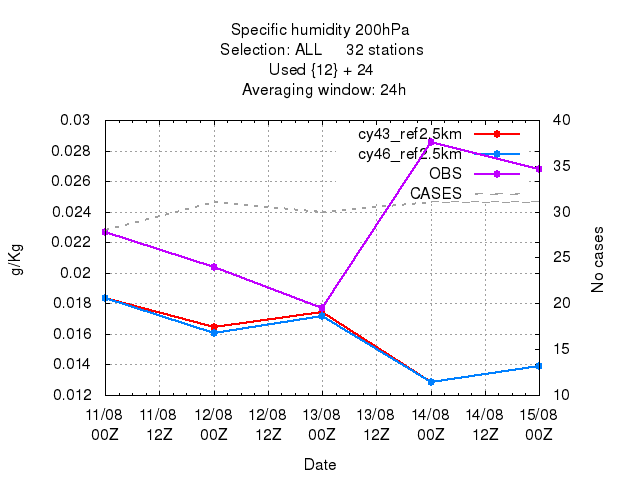 Specific humidity 200hPa
Selection: ALL 32 stations
Used {12} + 24
Averaging window: 24h
0.03
0.028
0.026
0.024
0.022
0.02
0.018
0.016
0.014
0.012
g/Kg
cy43_ref2.5km
cy46_ref2.5km
OBS
CASES
40
35
30
25
20
15
10
No cases
11/08 11/08 12/08 12/08 13/08 13/08 14/08 14/08 15/08
00Z 12Z 00Z 12Z 00Z 12Z 00Z 12Z 00Z
Date